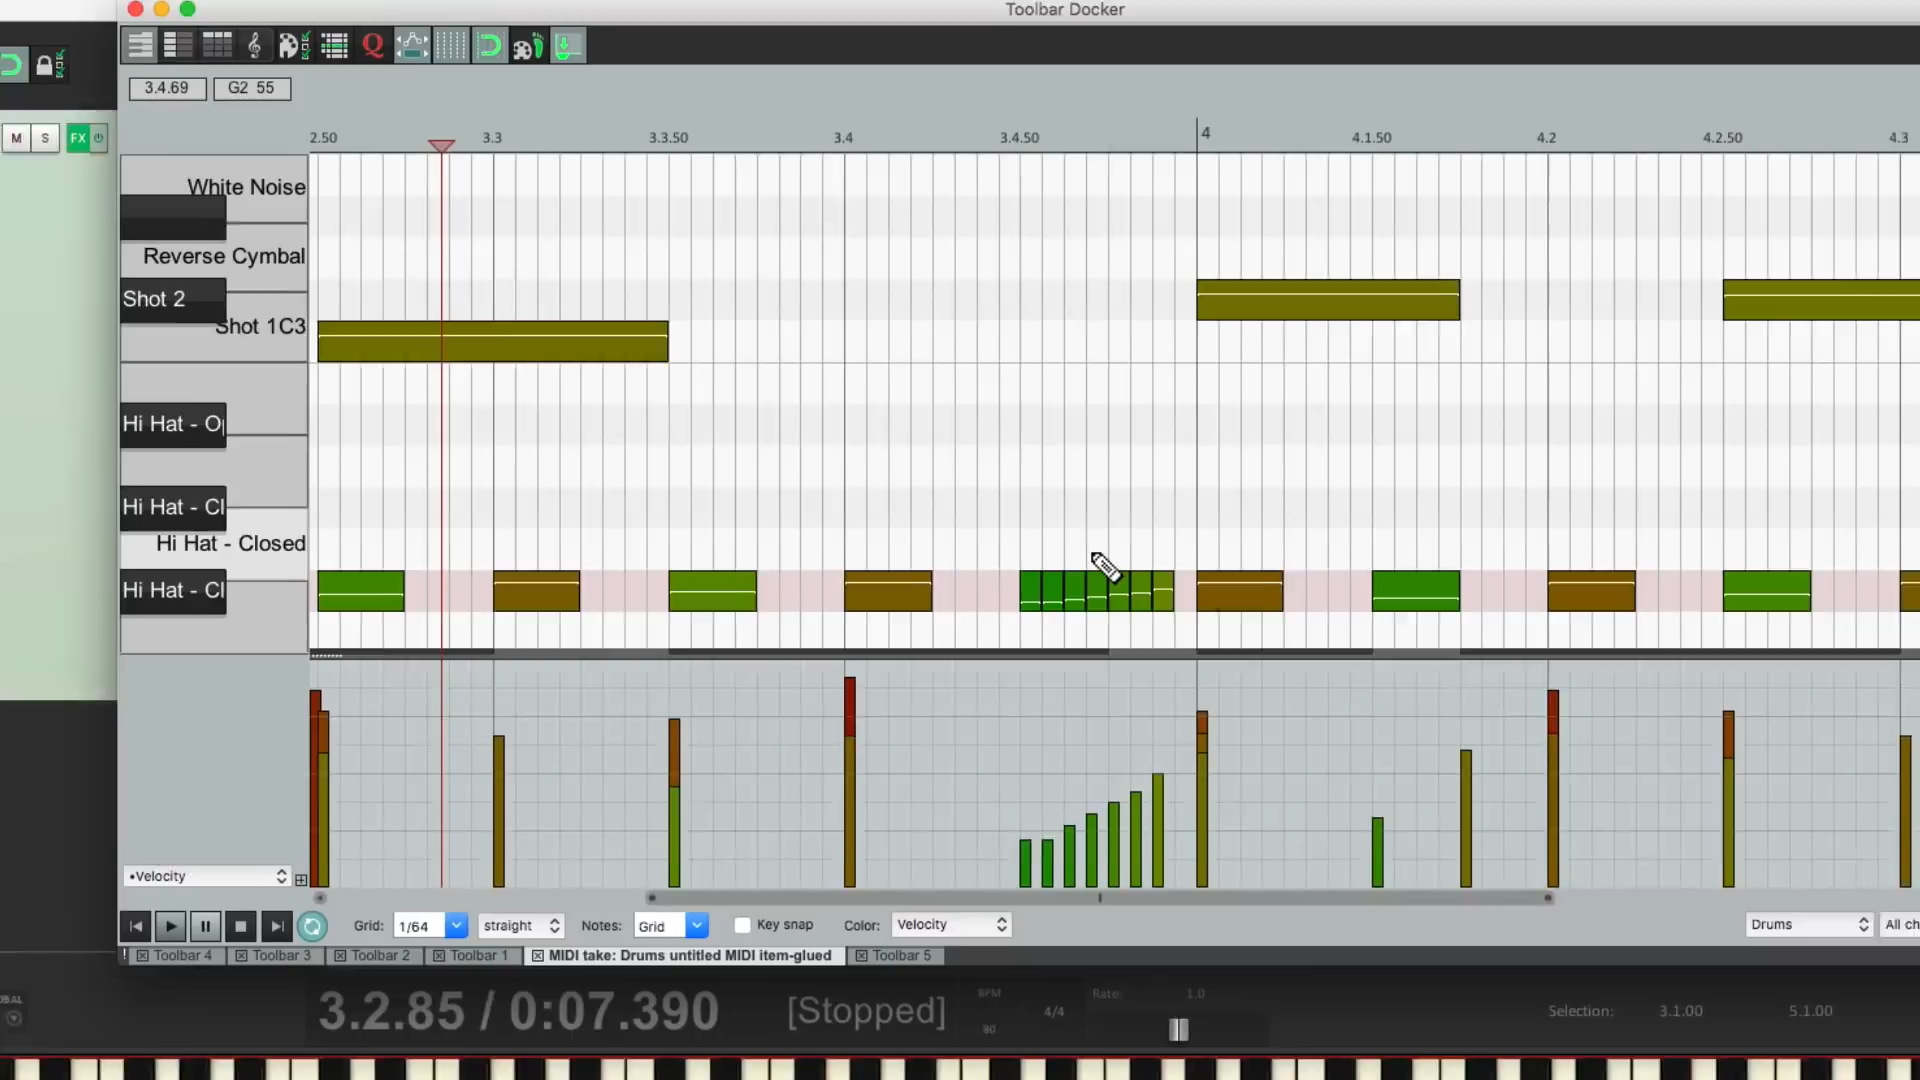 Toolbar Docker
Q
3.4.69 G2 55
M S FX
2.50 3.3 3.3.50 3.4 3.4.50 4 4.1.50 4.2 4.2.50 4.3
White Noise
Reverse Cymbal
Shot 2
Shot 1C3
Hi Hat - O
Hi Hat - Cl
Hi Hat - Closed
Hi Hat - Cl
•Velocity
Grid: 1/64 straight Notes: Grid Key snap Color: Velocity Drums All ch
Toolbar 4 Toolbar 3 Toolbar 2 Toolbar 1 MIDI take: Drums untitled MIDI item-glued Toolbar 5
3.2.85 / 0:07.390 [Stopped] BPM 80 4/4 Rate: 1.0 Selection: 3.1.00 5.1.00